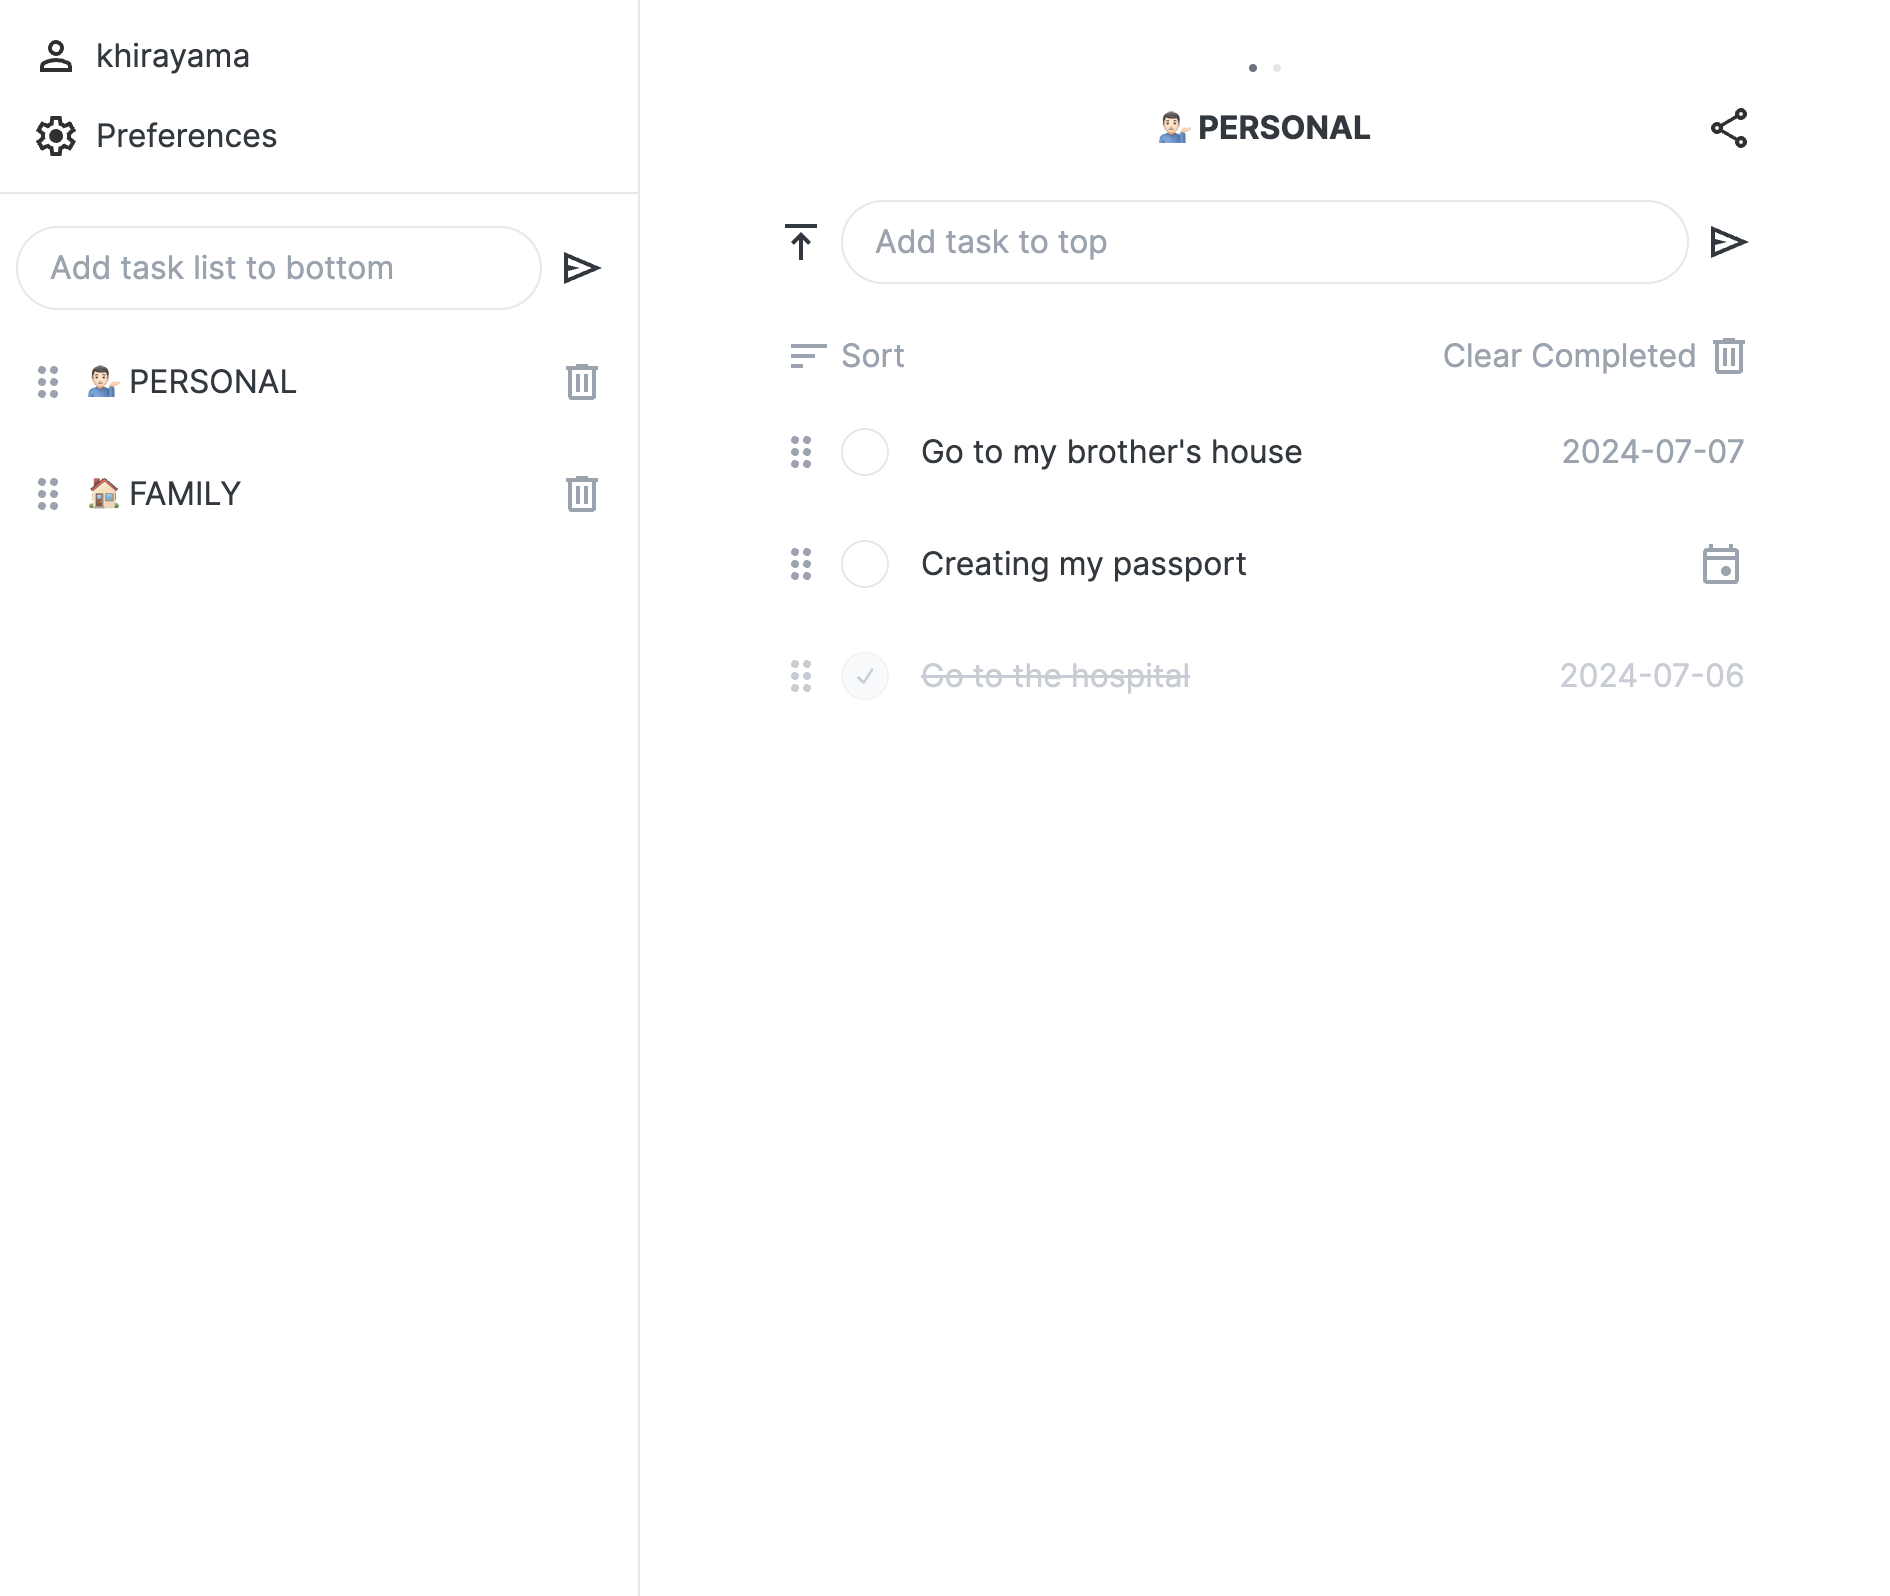 khirayama
Preferences
Add task list to bottom
PERSONAL
FAMILY
PERSONAL
Add task to top
Sort
Clear Completed
Go to my brother's house
2024-07-07
Creating my passport
Go to the hospital
2024-07-06